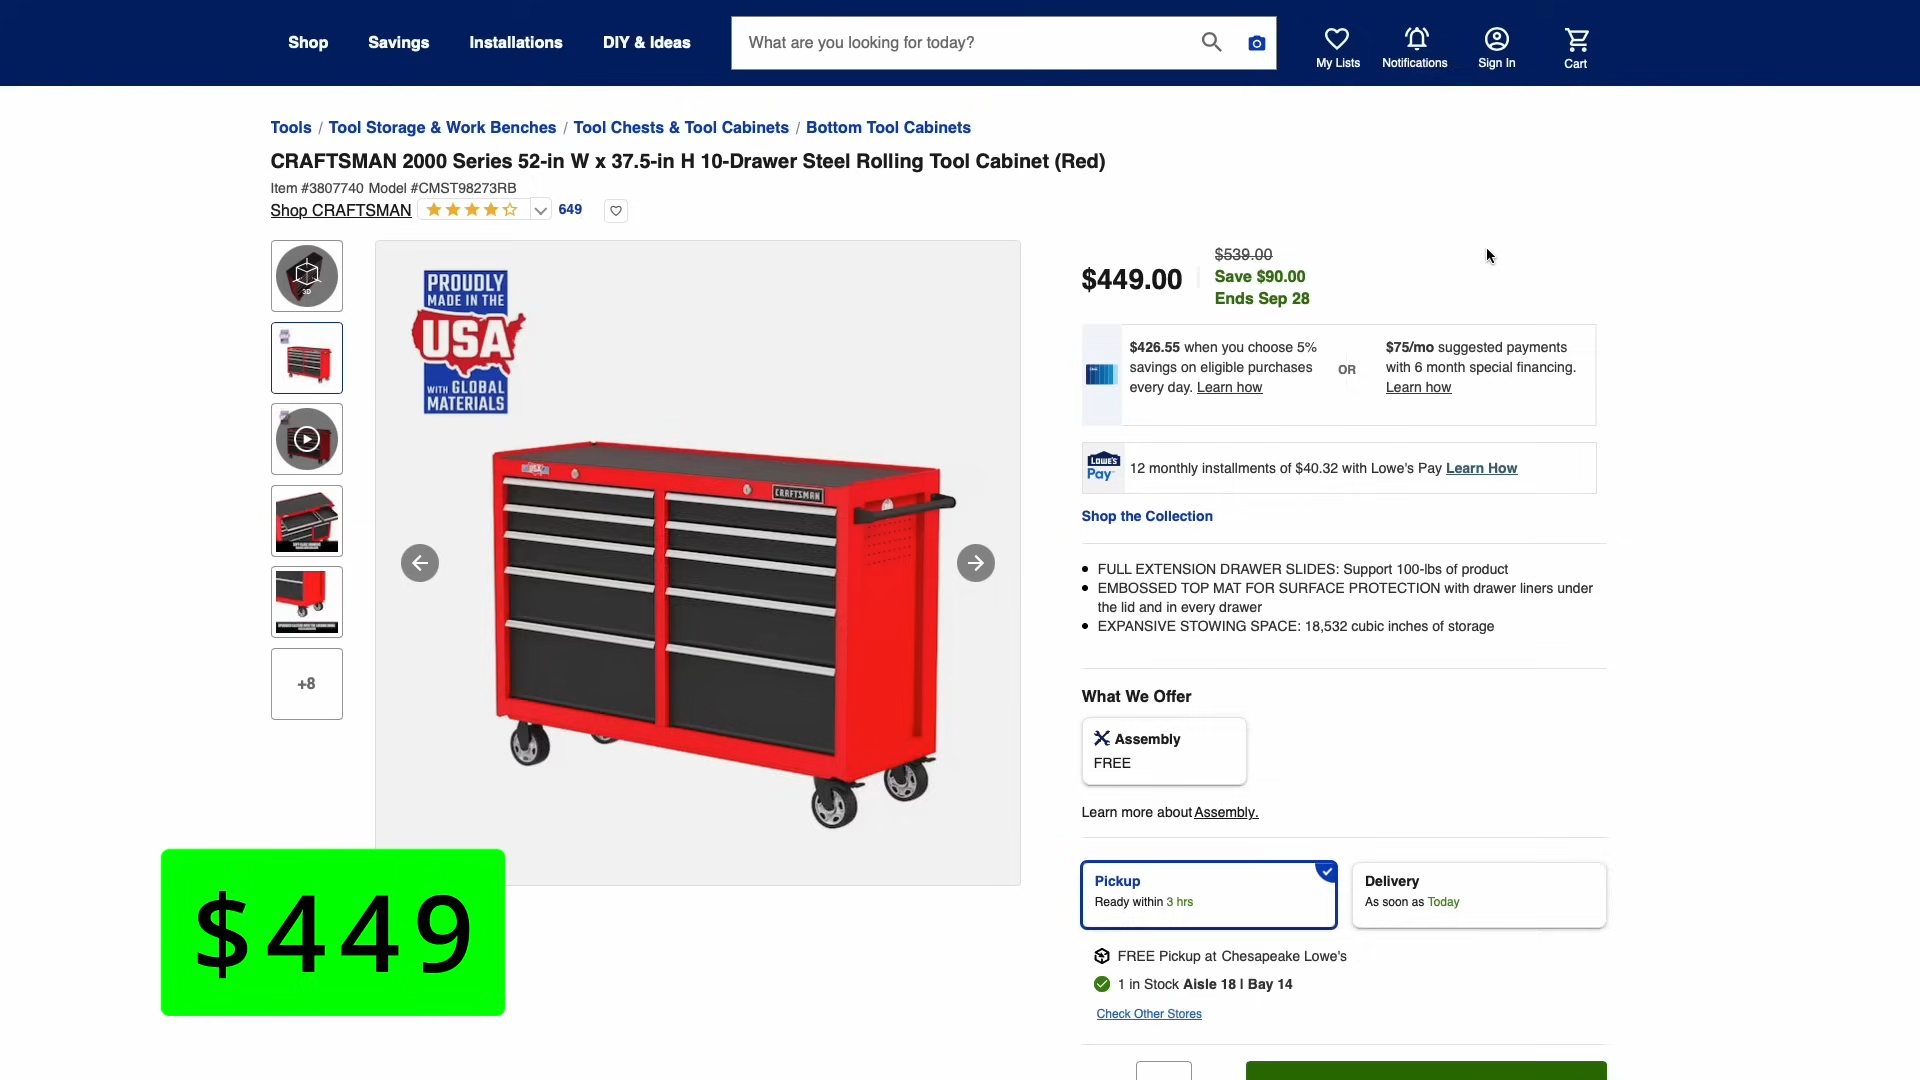 Shop
Savings
Installations
DIY & Ideas
What are you looking for today?
My Lists
Notifications
Sign In
Cart
Tools / Tool Storage & Work Benches / Tool Chests & Tool Cabinets / Bottom Tool Cabinets
CRAFTSMAN 2000 Series 52-in W x 37.5-in H 10-Drawer Steel Rolling Tool Cabinet (Red)
Item #3807740 Model #CMST98273RB
Shop CRAFTSMAN
649
3D
+8
PROUDLY
MADE IN THE
USA
WITH GLOBAL
MATERIALS
CRAFTSMAN
$449.00
$539.00
Save $90.00
Ends Sep 28
$426.55 when you choose 5%
savings on eligible purchases
every day. Learn how
OR
$75/mo suggested payments
with 6 month special financing.
Learn how
LOWE'S
Pay
12 monthly installments of $40.32 with Lowe's Pay Learn How
Shop the Collection
FULL EXTENSION DRAWER SLIDES: Support 100-lbs of product
EMBOSSED TOP MAT FOR SURFACE PROTECTION with drawer liners under
the lid and in every drawer
EXPANSIVE STOWING SPACE: 18,532 cubic inches of storage
What We Offer
Assembly
FREE
Learn more about Assembly.
Pickup
Ready within 3 hrs
Delivery
As soon as Today
FREE Pickup at Chesapeake Lowe's
1 in Stock Aisle 18 | Bay 14
Check Other Stores
$449